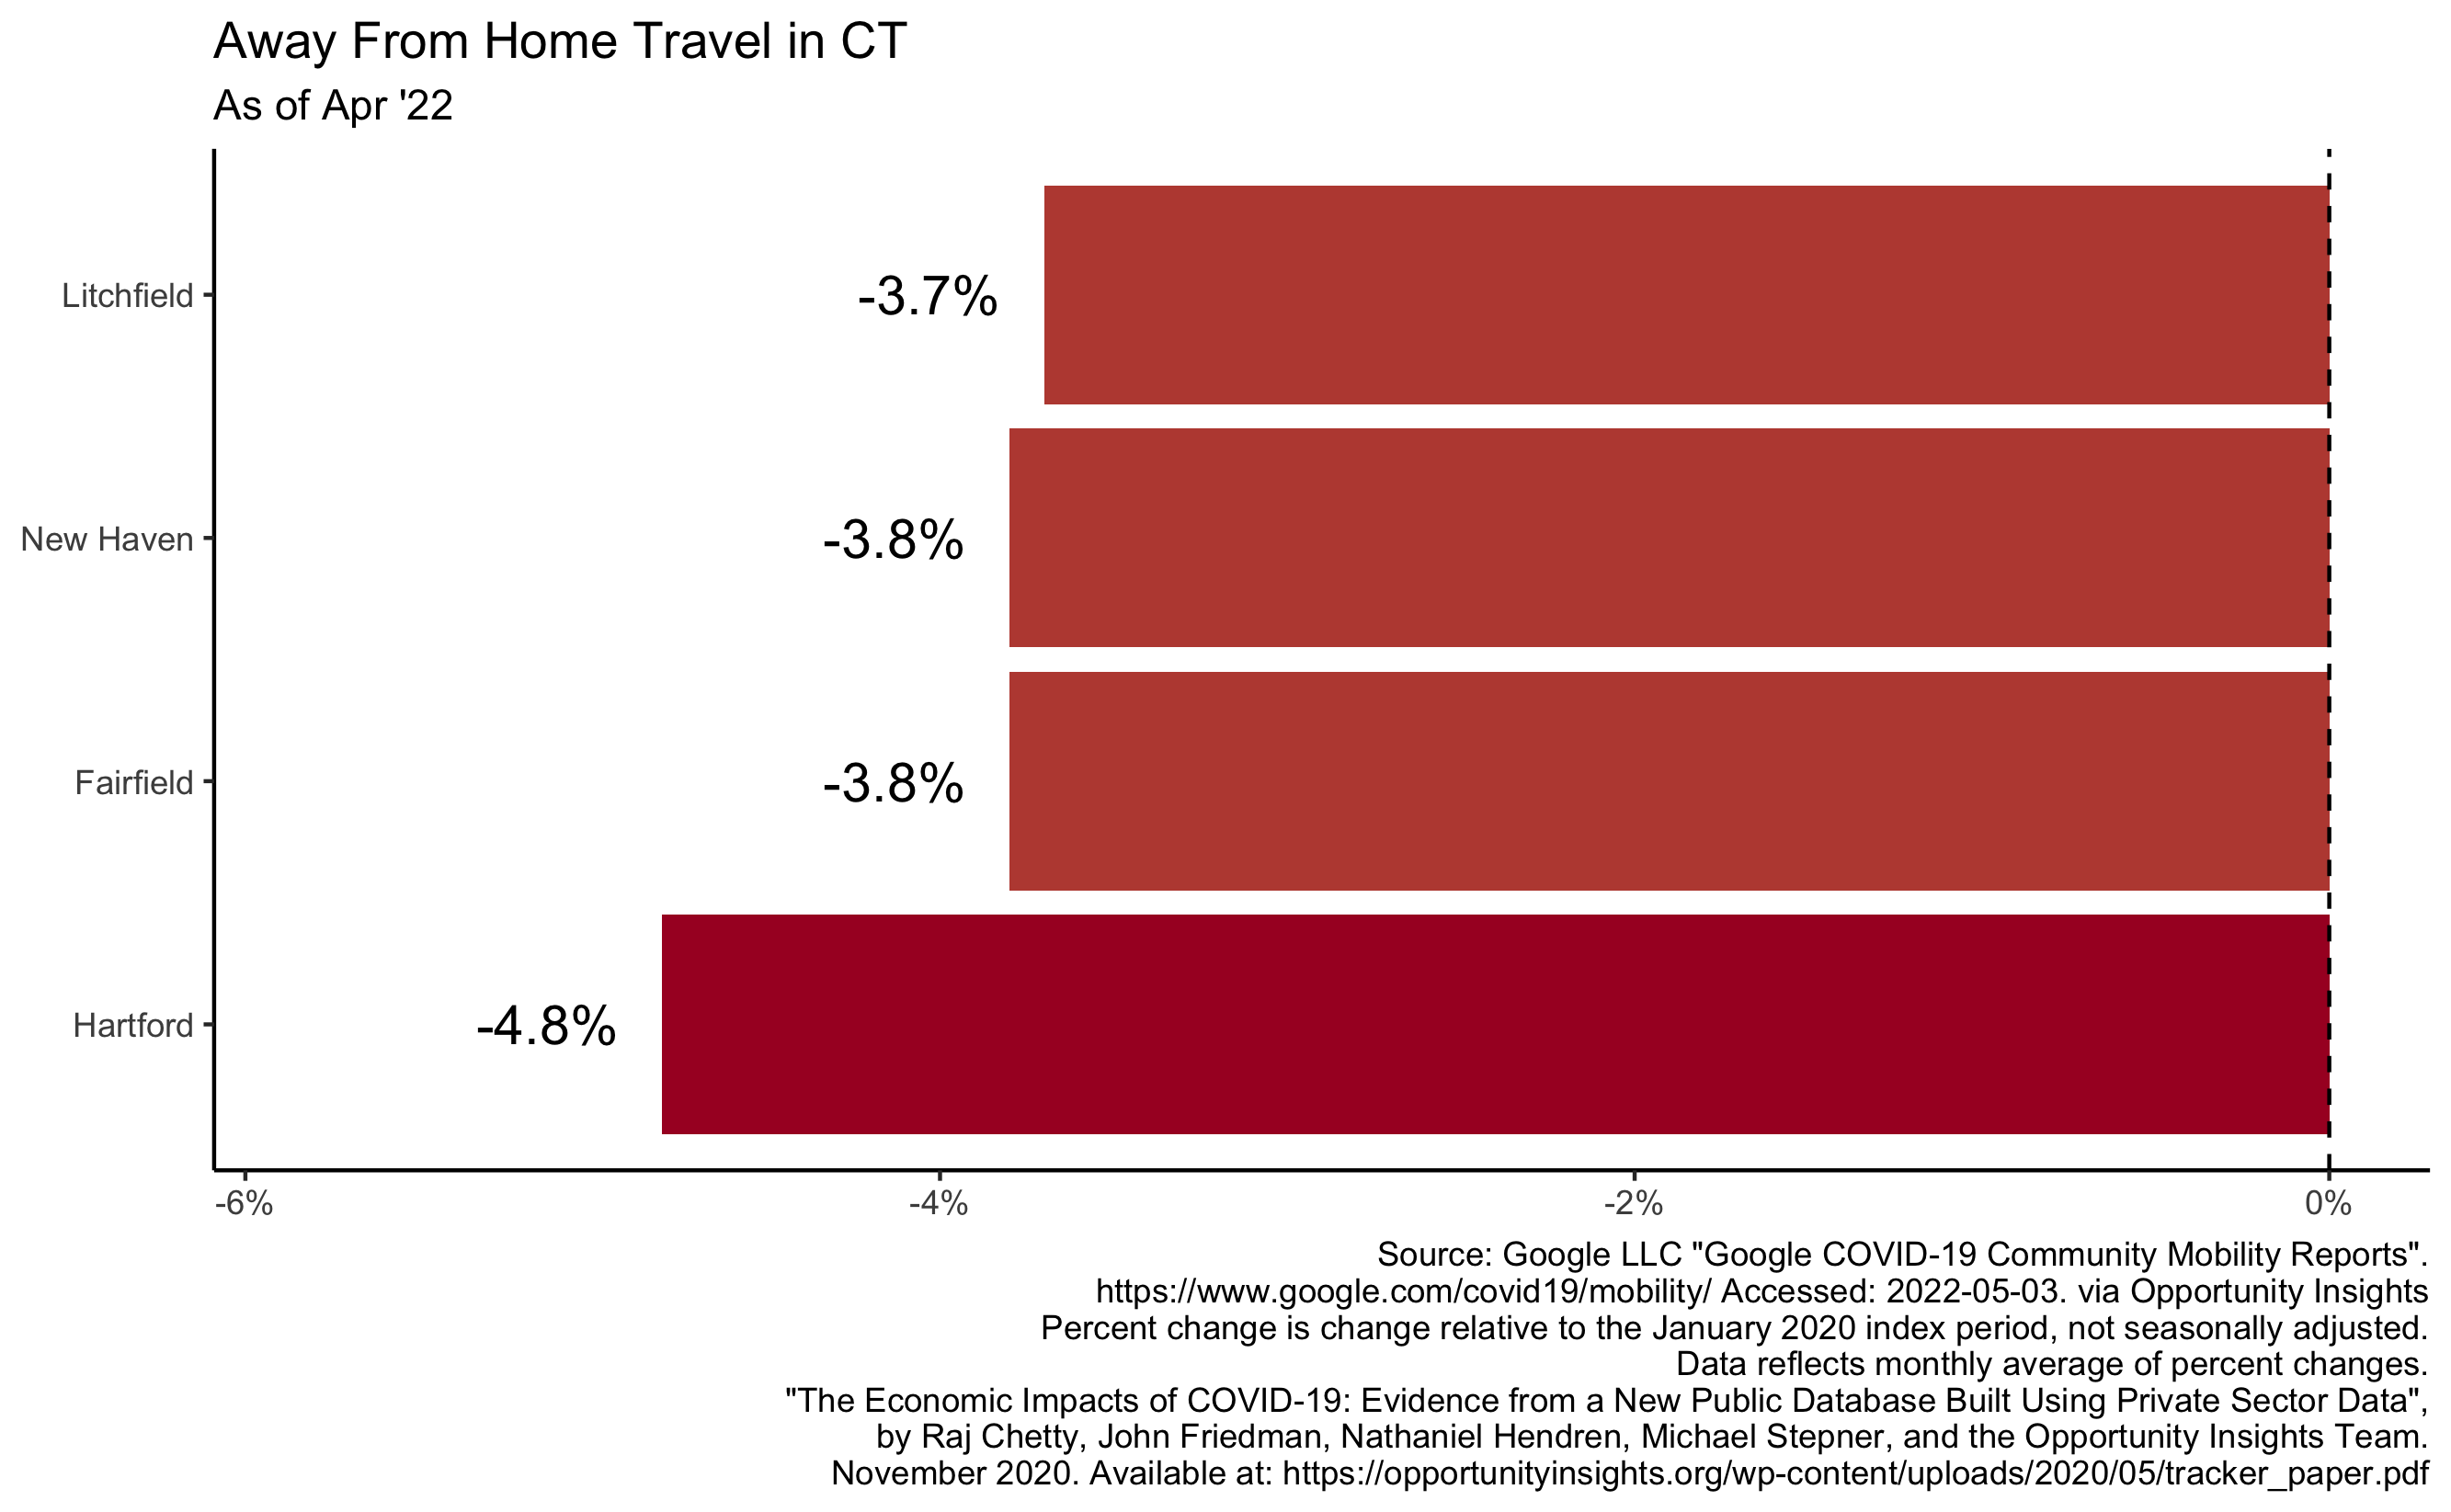 Away From Home Travel in CT
As of Apr '22
Litchfield
-3.7%
New Haven
-3.8%
Fairfield
-3.8%
Hartford
-4.8%
-6%
-4%
-2%
0%
Source: Google LLC "Google COVID-19 Community Mobility Reports".
https://www.google.com/covid19/mobility/ Accessed: 2022-05-03. via Opportunity Insights
Percent change is change relative to the January 2020 index period, not seasonally adjusted.
Data reflects monthly average of percent changes.
"The Economic Impacts of COVID-19: Evidence from a New Public Database Built Using Private Sector Data",
by Raj Chetty, John Friedman, Nathaniel Hendren, Michael Stepner, and the Opportunity Insights Team.
November 2020. Available at: https://opportunityinsights.org/wp-content/uploads/2020/05/tracker_paper.pdf